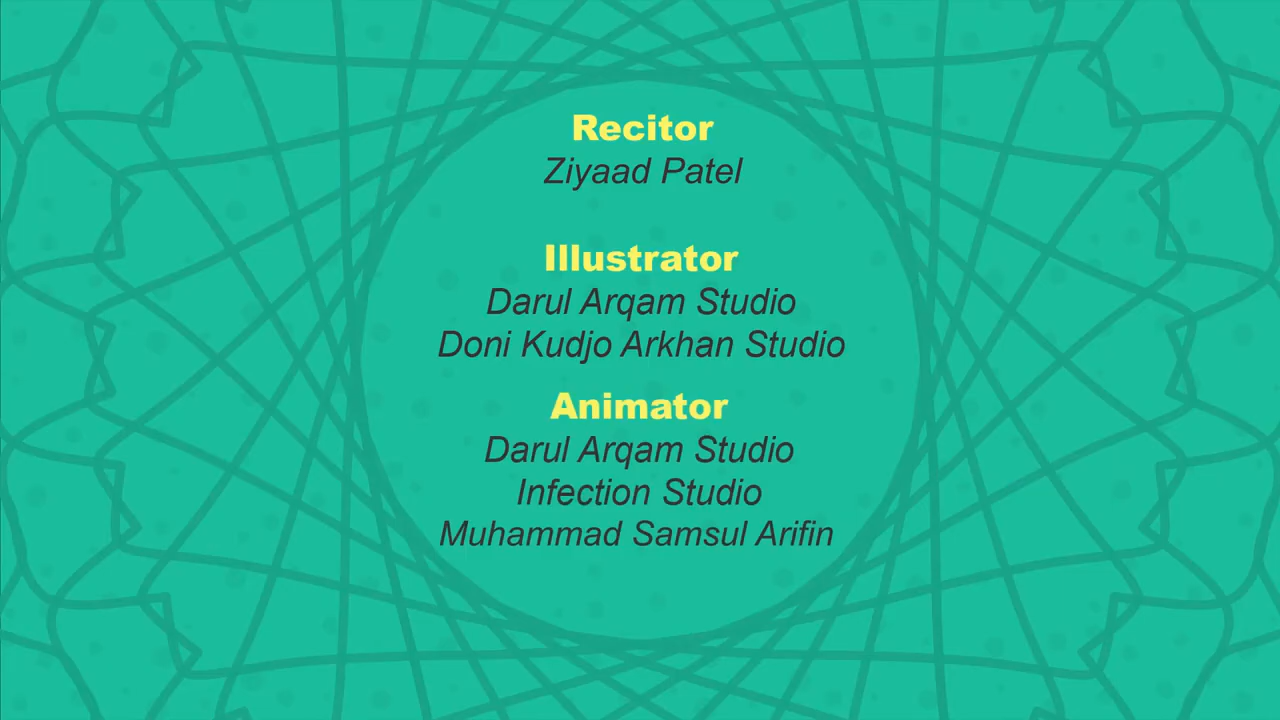 Recitor
Ziyaad Patel
Illustrator
Darul Arqam Studio
Doni Kudjo Arkhan Studio
Animator
Darul Arqam Studio
Infection Studio
Muhammad Samsul Arifin